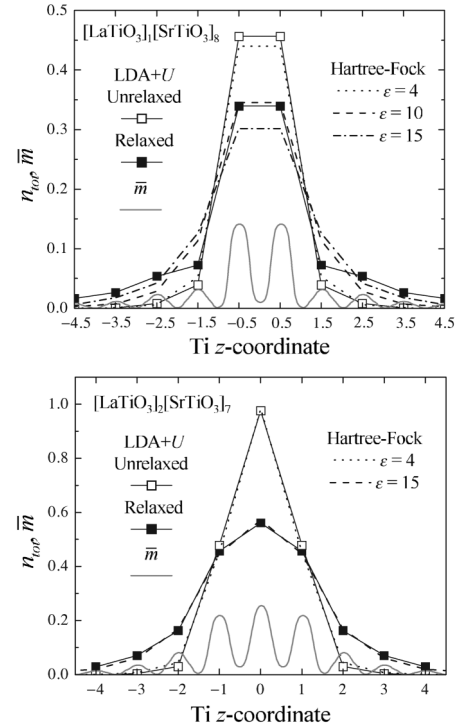 [LaTiO₃]₁[SrTiO₃]₈
LDA+U
Unrelaxed
Relaxed
m̅
Hartree-Fock
ε = 4
ε = 10
ε = 15
n_tot, m̅
0.5
0.4
0.3
0.2
0.1
0.0
−4.5 −3.5 −2.5 −1.5 −0.5 0.5 1.5 2.5 3.5 4.5
Ti z-coordinate
[LaTiO₃]₂[SrTiO₃]₇
LDA+U
Unrelaxed
Relaxed
m̅
Hartree-Fock
ε = 4
ε = 15
n_tot, m̅
1.0
0.8
0.6
0.4
0.2
0.0
−4 −3 −2 −1 0 1 2 3 4
Ti z-coordinate